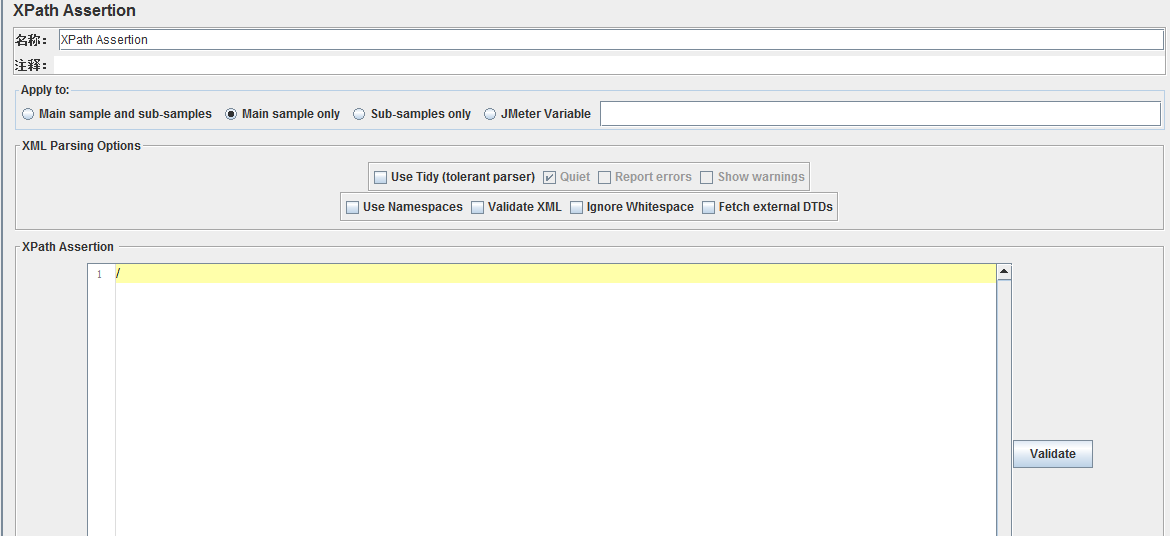 XPath Assertion
名称： XPath Assertion
注释：
Apply to:
Main sample and sub-samples Main sample only Sub-samples only JMeter Variable
XML Parsing Options
Use Tidy (tolerant parser) Quiet Report errors Show warnings
Use Namespaces Validate XML Ignore Whitespace Fetch external DTDs
XPath Assertion
1 /
Validate